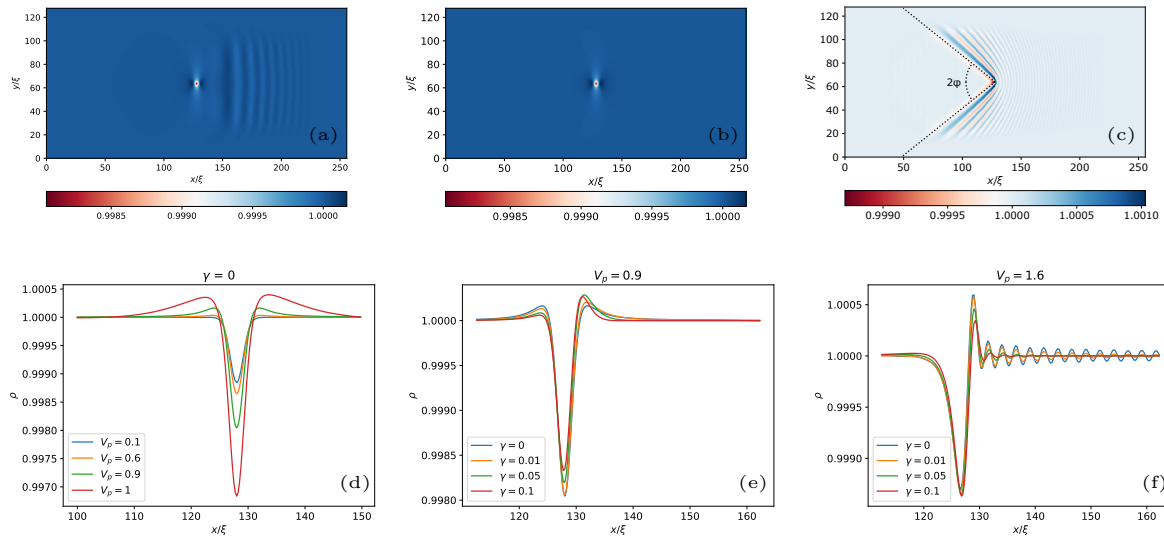 120
100
80
60
40
20
0
y/ξ
0 50 100 150 200 250
x/ξ
(a)
0.9985 0.9990 0.9995 1.0000
120
100
80
60
40
20
0
y/ξ
0 50 100 150 200 250
x/ξ
(b)
0.9985 0.9990 0.9995 1.0000
120
100
80
60
40
20
0
y/ξ
2φ
0 50 100 150 200 250
x/ξ
(c)
0.9990 0.9995 1.0000 1.0005 1.0010
γ = 0
1.0005
1.0000
0.9995
0.9990
0.9985
0.9980
0.9975
0.9970
ρ
V_p = 0.1
V_p = 0.6
V_p = 0.9
V_p = 1
(d)
100 110 120 130 140 150
x/ξ
V_p = 0.9
1.0000
0.9995
0.9990
0.9985
0.9980
ρ
γ = 0
γ = 0.01
γ = 0.05
γ = 0.1
(e)
120 130 140 150 160
x/ξ
V_p = 1.6
1.0005
1.0000
0.9995
0.9990
ρ
γ = 0
γ = 0.01
γ = 0.05
γ = 0.1
(f)
120 130 140 150 160
x/ξ